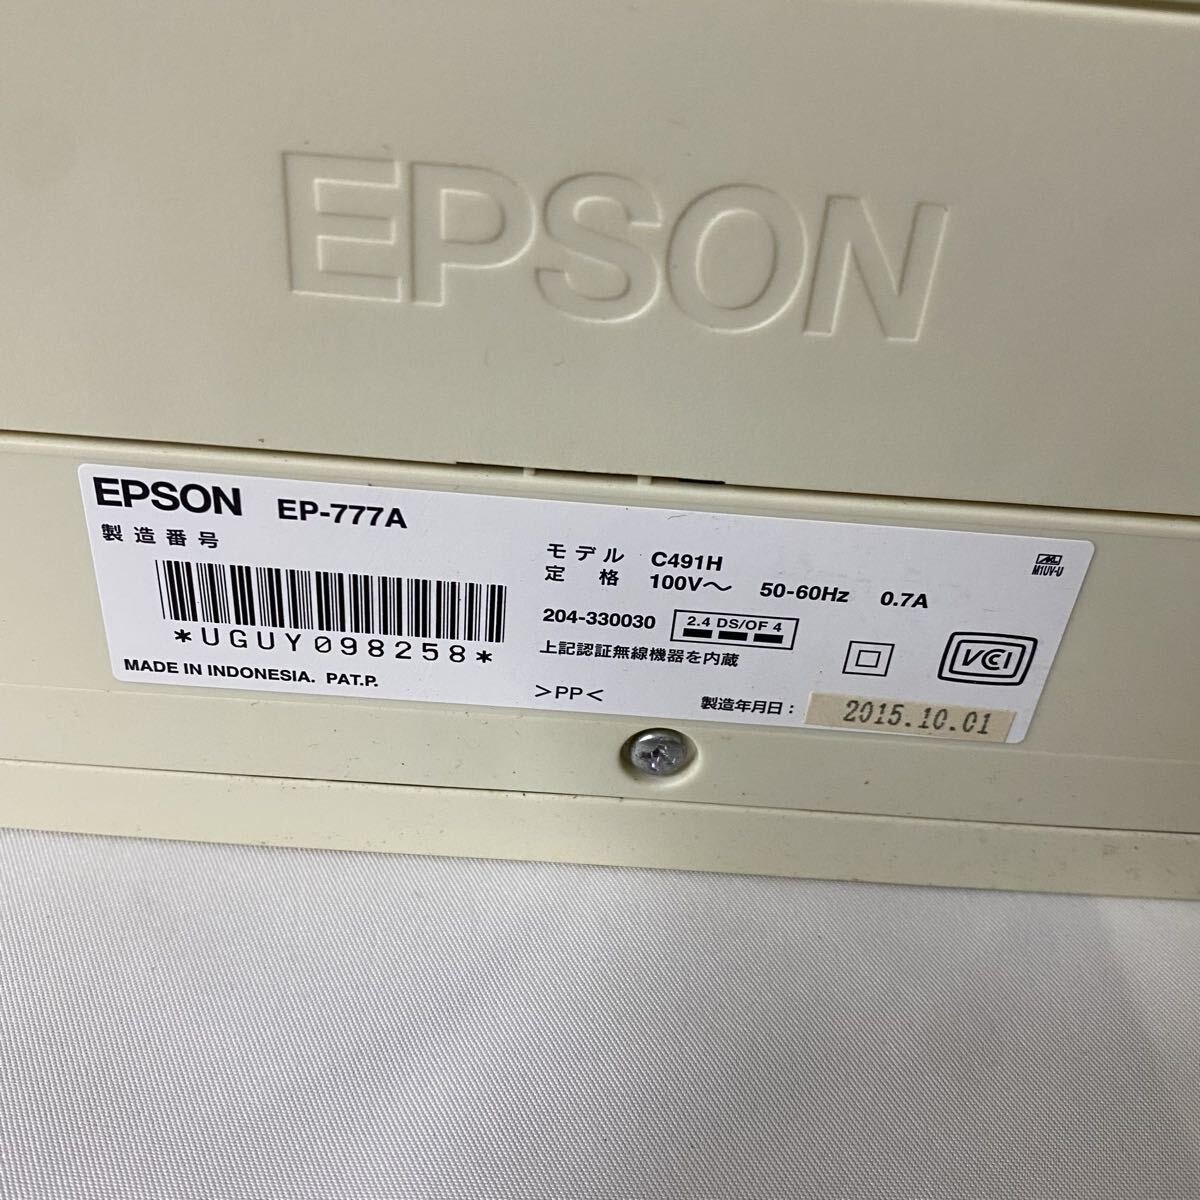 EPSON
EPSON EP-777A
製造番号
*UGUY098258*
MADE IN INDONESIA. PAT.P.
モデル C491H
定格 100V～ 50-60Hz 0.7A
204-330030 2.4 DS/OF 4
上記認証無線機器を内蔵
>PP<
製造年月日：2015.10.01
M1UV-U
VCCI